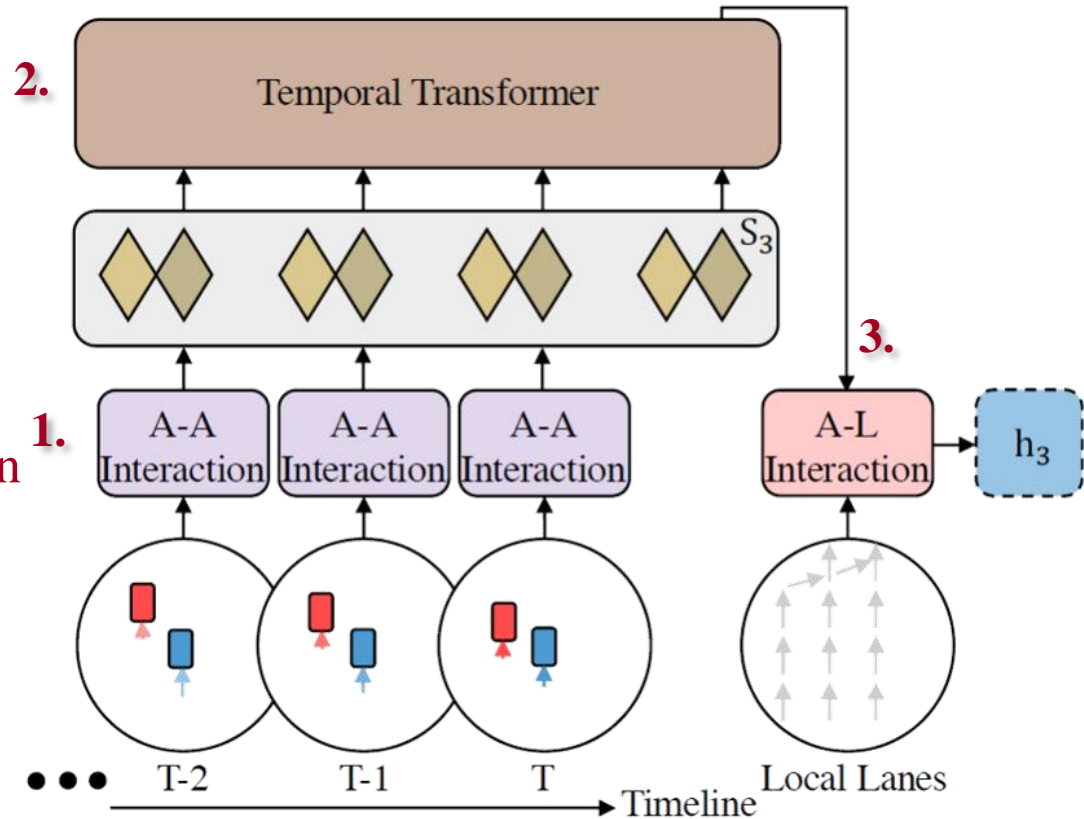 2.
Temporal Transformer
S₃
3.
1.
n
A-A
Interaction
A-A
Interaction
A-A
Interaction
A-L
Interaction
h₃
T-2
T-1
T
Local Lanes
Timeline